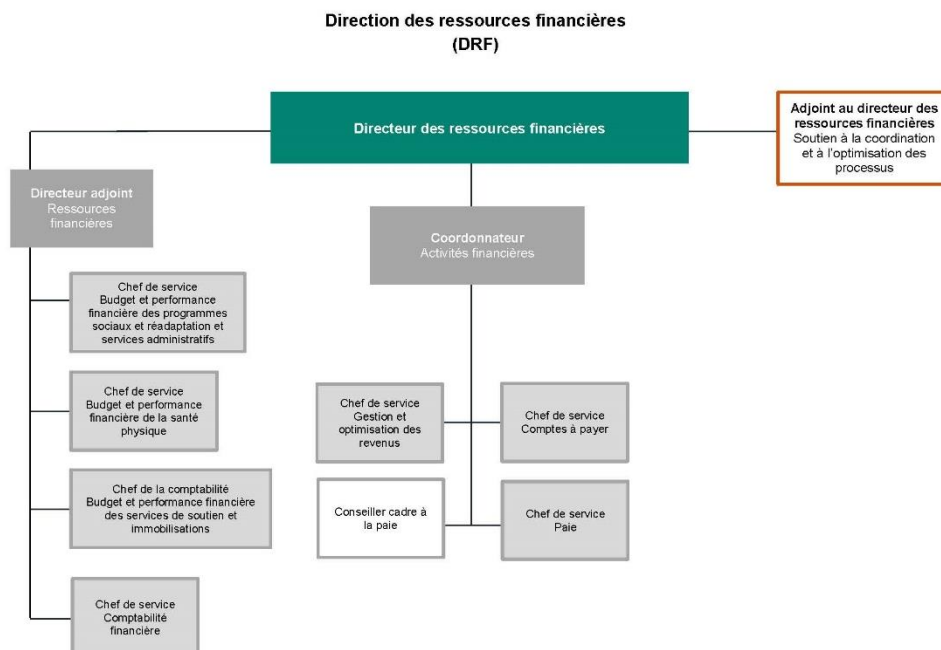 Direction des ressources financières
(DRF)
Directeur des ressources financières
Adjoint au directeur des
ressources financières
Soutien à la coordination
et à l'optimisation des
processus
Directeur adjoint
Ressources
financières
Coordonnateur
Activités financières
Chef de service
Budget et performance
financière des programmes
sociaux et réadaptation et
services administratifs
Chef de service
Budget et performance
financière de la santé
physique
Chef de la comptabilité
Budget et performance financière
des services de soutien et
immobilisations
Chef de service
Comptabilité
financière
Chef de service
Gestion et
optimisation des
revenus
Chef de service
Comptes à payer
Conseiller cadre à
la paie
Chef de service
Paie